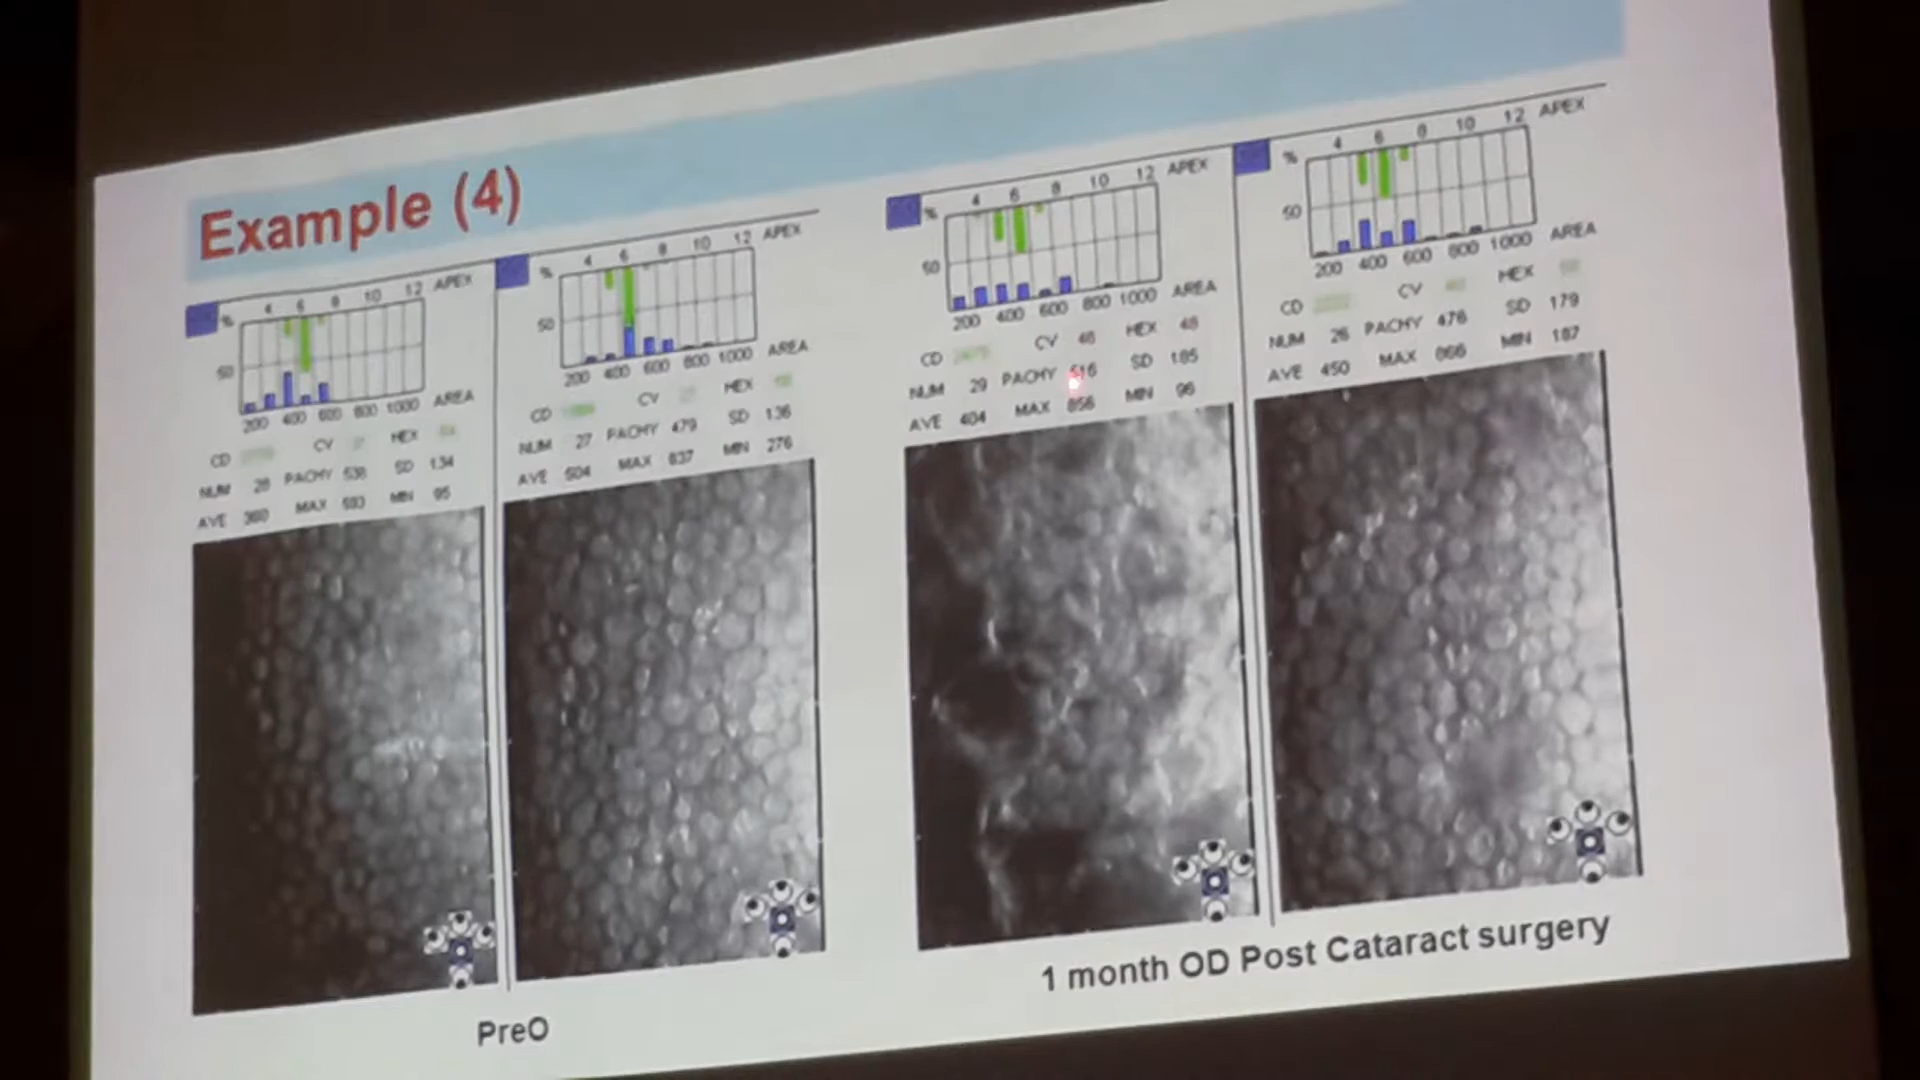 Example (4)
% 4 6 8 10 12 APEX
50
200 400 600 800 1000 AREA
CD CV HEX
NUM 28 PACHY 538 SD 134
AVE 360 MAX 593 MIN 95
% 4 6 8 10 12 APEX
50
200 400 600 800 1000 AREA
CD CV HEX
NUM 27 PACHY 479 SD 136
AVE 504 MAX 837 MIN 276
% 4 6 8 10 12 APEX
50
200 400 600 800 1000 AREA
CD CV 46 HEX 48
NUM 29 PACHY 516 SD 185
AVE 404 MAX 856 MIN 96
% 4 6 8 10 12 APEX
50
200 400 600 800 1000 AREA
CD CV HEX
NUM 26 PACHY 476 SD 179
AVE 450 MAX 866 MIN 187
PreO
1 month OD Post Cataract surgery